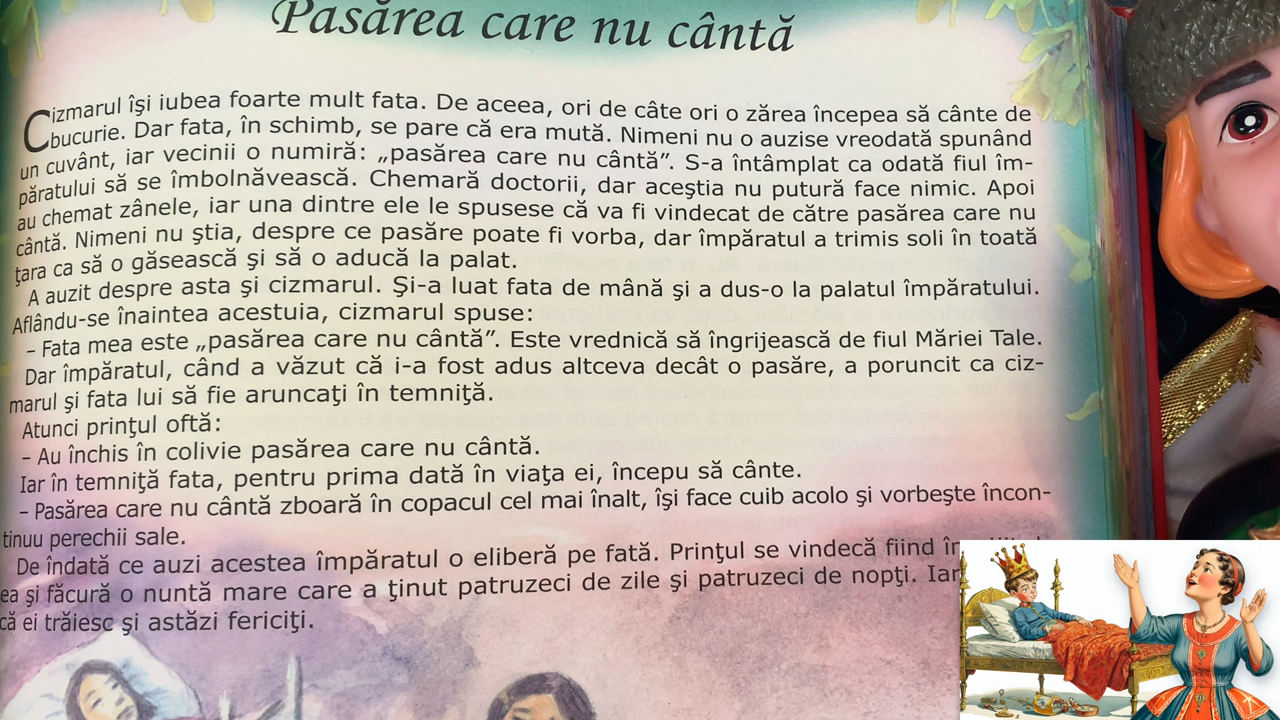 Pasărea care nu cântă
Cizmarul îşi iubea foarte mult fata. De aceea, ori de câte ori o zărea începea să cânte de
bucurie. Dar fata, în schimb, se pare că era mută. Nimeni nu o auzise vreodată spunând
un cuvânt, iar vecinii o numiră: „pasărea care nu cântă”. S-a întâmplat ca odată fiul îm-
păratului să se îmbolnăvească. Chemară doctorii, dar aceştia nu putură face nimic. Apoi
au chemat zânele, iar una dintre ele le spusese că va fi vindecat de către pasărea care nu
cântă. Nimeni nu ştia, despre ce pasăre poate fi vorba, dar împăratul a trimis soli în toată
ţara ca să o găsească şi să o aducă la palat.
A auzit despre asta şi cizmarul. Şi-a luat fata de mână şi a dus-o la palatul împăratului.
Aflându-se înaintea acestuia, cizmarul spuse:
– Fata mea este „pasărea care nu cântă”. Este vrednică să îngrijească de fiul Măriei Tale.
Dar împăratul, când a văzut că i-a fost adus altceva decât o pasăre, a poruncit ca ciz-
marul şi fata lui să fie aruncaţi în temniţă.
Atunci prinţul oftă:
– Au închis în colivie pasărea care nu cântă.
Iar în temniţă fata, pentru prima dată în viaţa ei, începu să cânte.
– Pasărea care nu cântă zboară în copacul cel mai înalt, îşi face cuib acolo şi vorbeşte încon-
tinuu perechii sale.
De îndată ce auzi acestea împăratul o eliberă pe fată. Prinţul se vindecă fiind
ea şi făcură o nuntă mare care a ţinut patruzeci de zile şi patruzeci de nopţi. Iar
că ei trăiesc şi astăzi fericiţi.